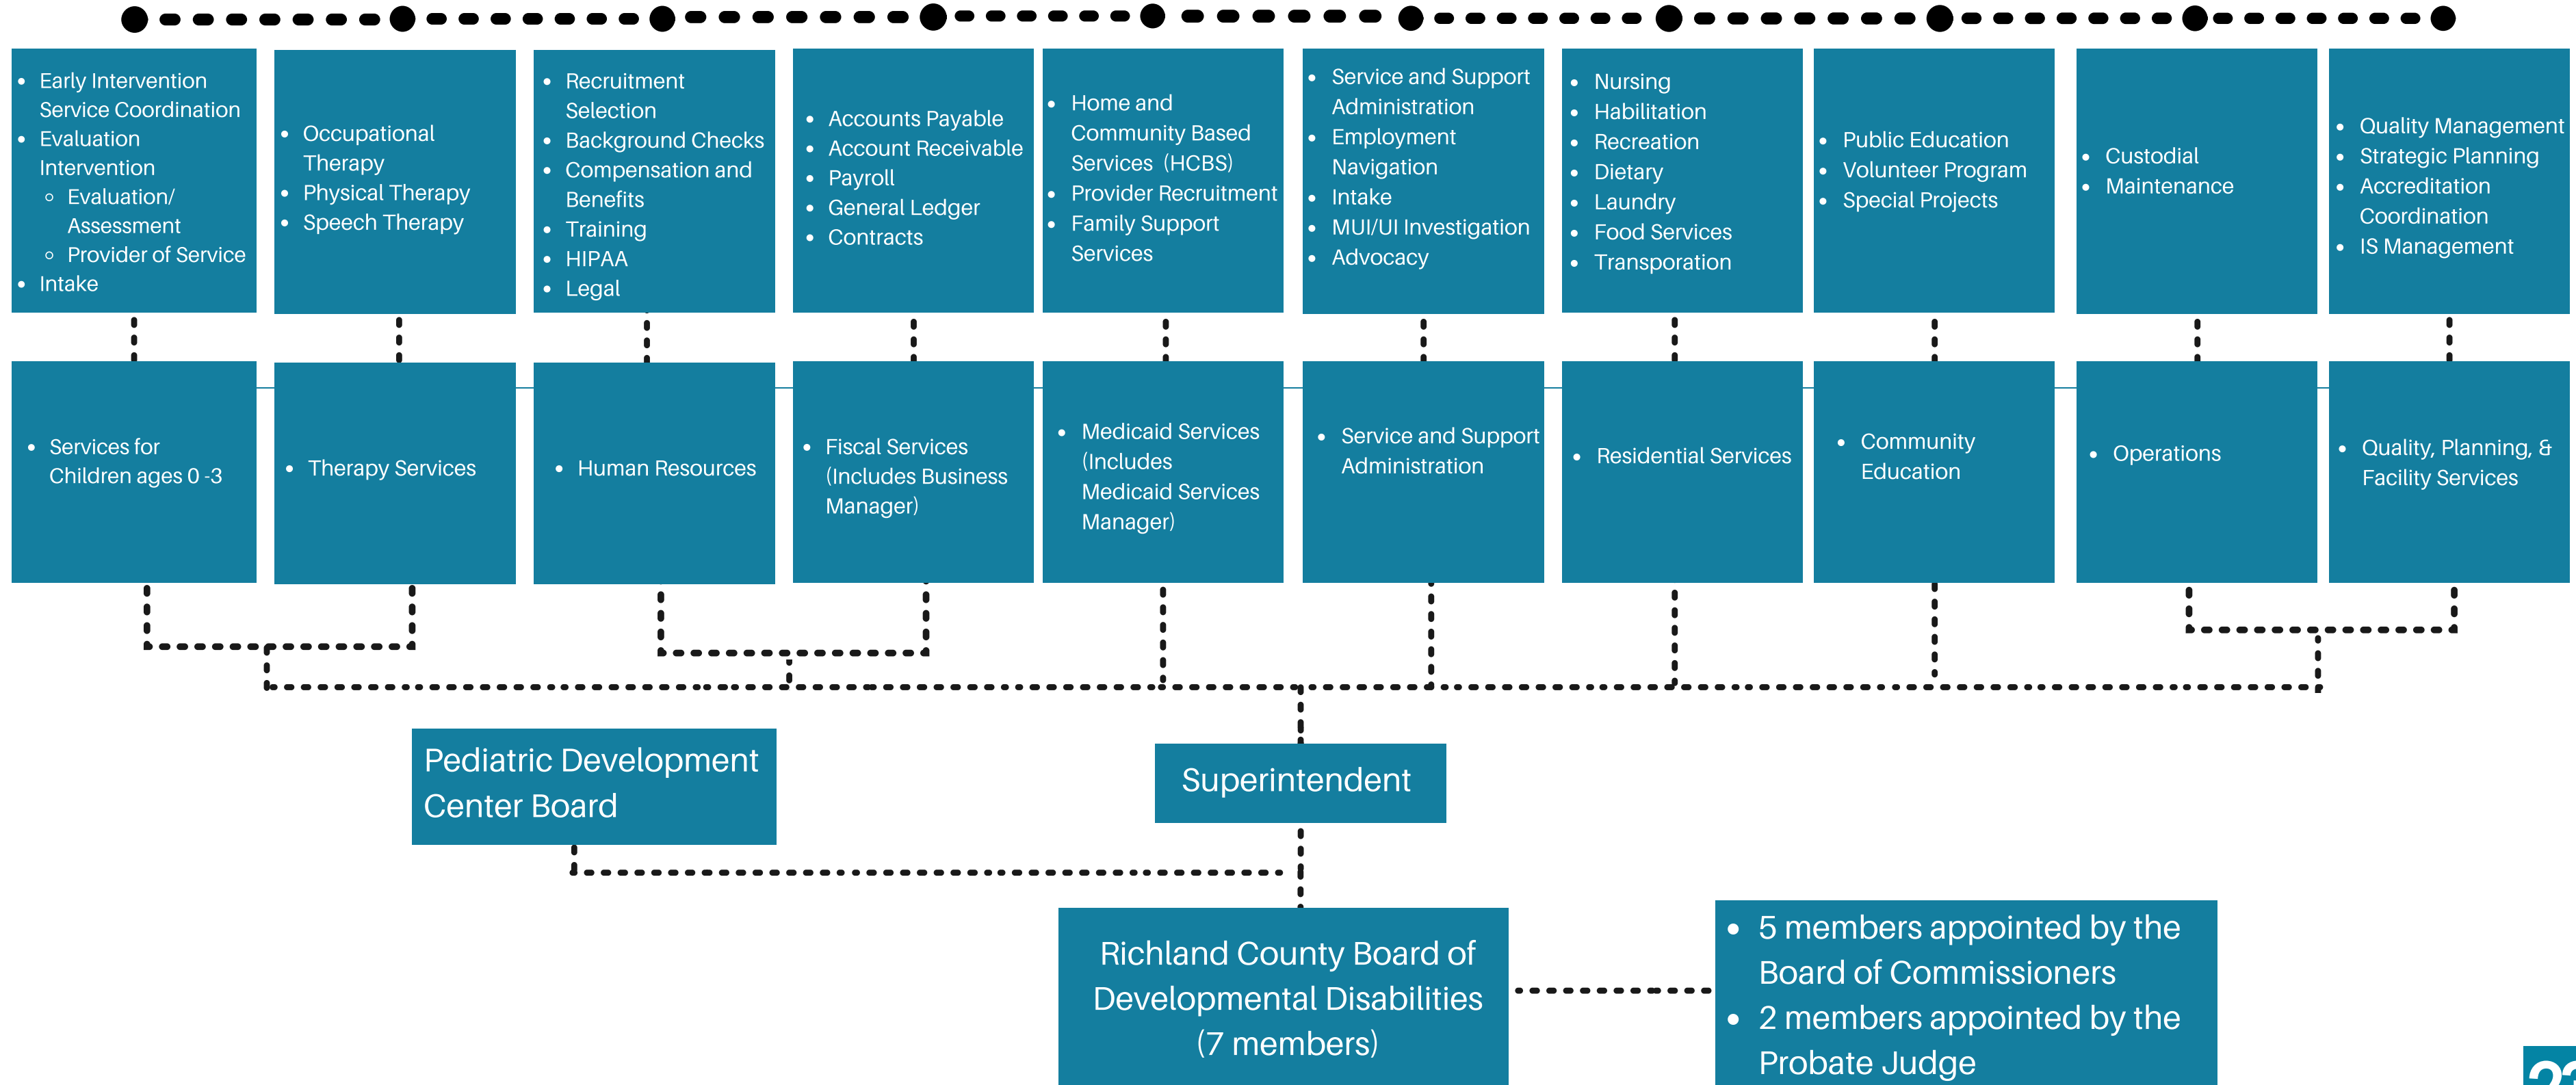 Early Intervention
Service Coordination
Evaluation
Intervention
Evaluation/
Assessment
Provider of Service
Intake
Occupational
Therapy
Physical Therapy
Speech Therapy
Recruitment
Selection
Background Checks
Compensation and
Benefits
Training
HIPAA
Legal
Accounts Payable
Account Receivable
Payroll
General Ledger
Contracts
Home and
Community Based
Services (HCBS)
Provider Recruitment
Family Support
Services
Service and Support
Administration
Employment
Navigation
Intake
MUI/UI Investigation
Advocacy
Nursing
Habilitation
Recreation
Dietary
Laundry
Food Services
Transporation
Public Education
Volunteer Program
Special Projects
Custodial
Maintenance
Quality Management
Strategic Planning
Accreditation
Coordination
IS Management
Services for
Children ages 0 -3
Therapy Services
Human Resources
Fiscal Services
(Includes Business
Manager)
Medicaid Services
(Includes
Medicaid Services
Manager)
Service and Support
Administration
Residential Services
Community
Education
Operations
Quality, Planning, &
Facility Services
Pediatric Development
Center Board
Superintendent
Richland County Board of
Developmental Disabilities
(7 members)
5 members appointed by the
Board of Commissioners
2 members appointed by the
Probate Judge